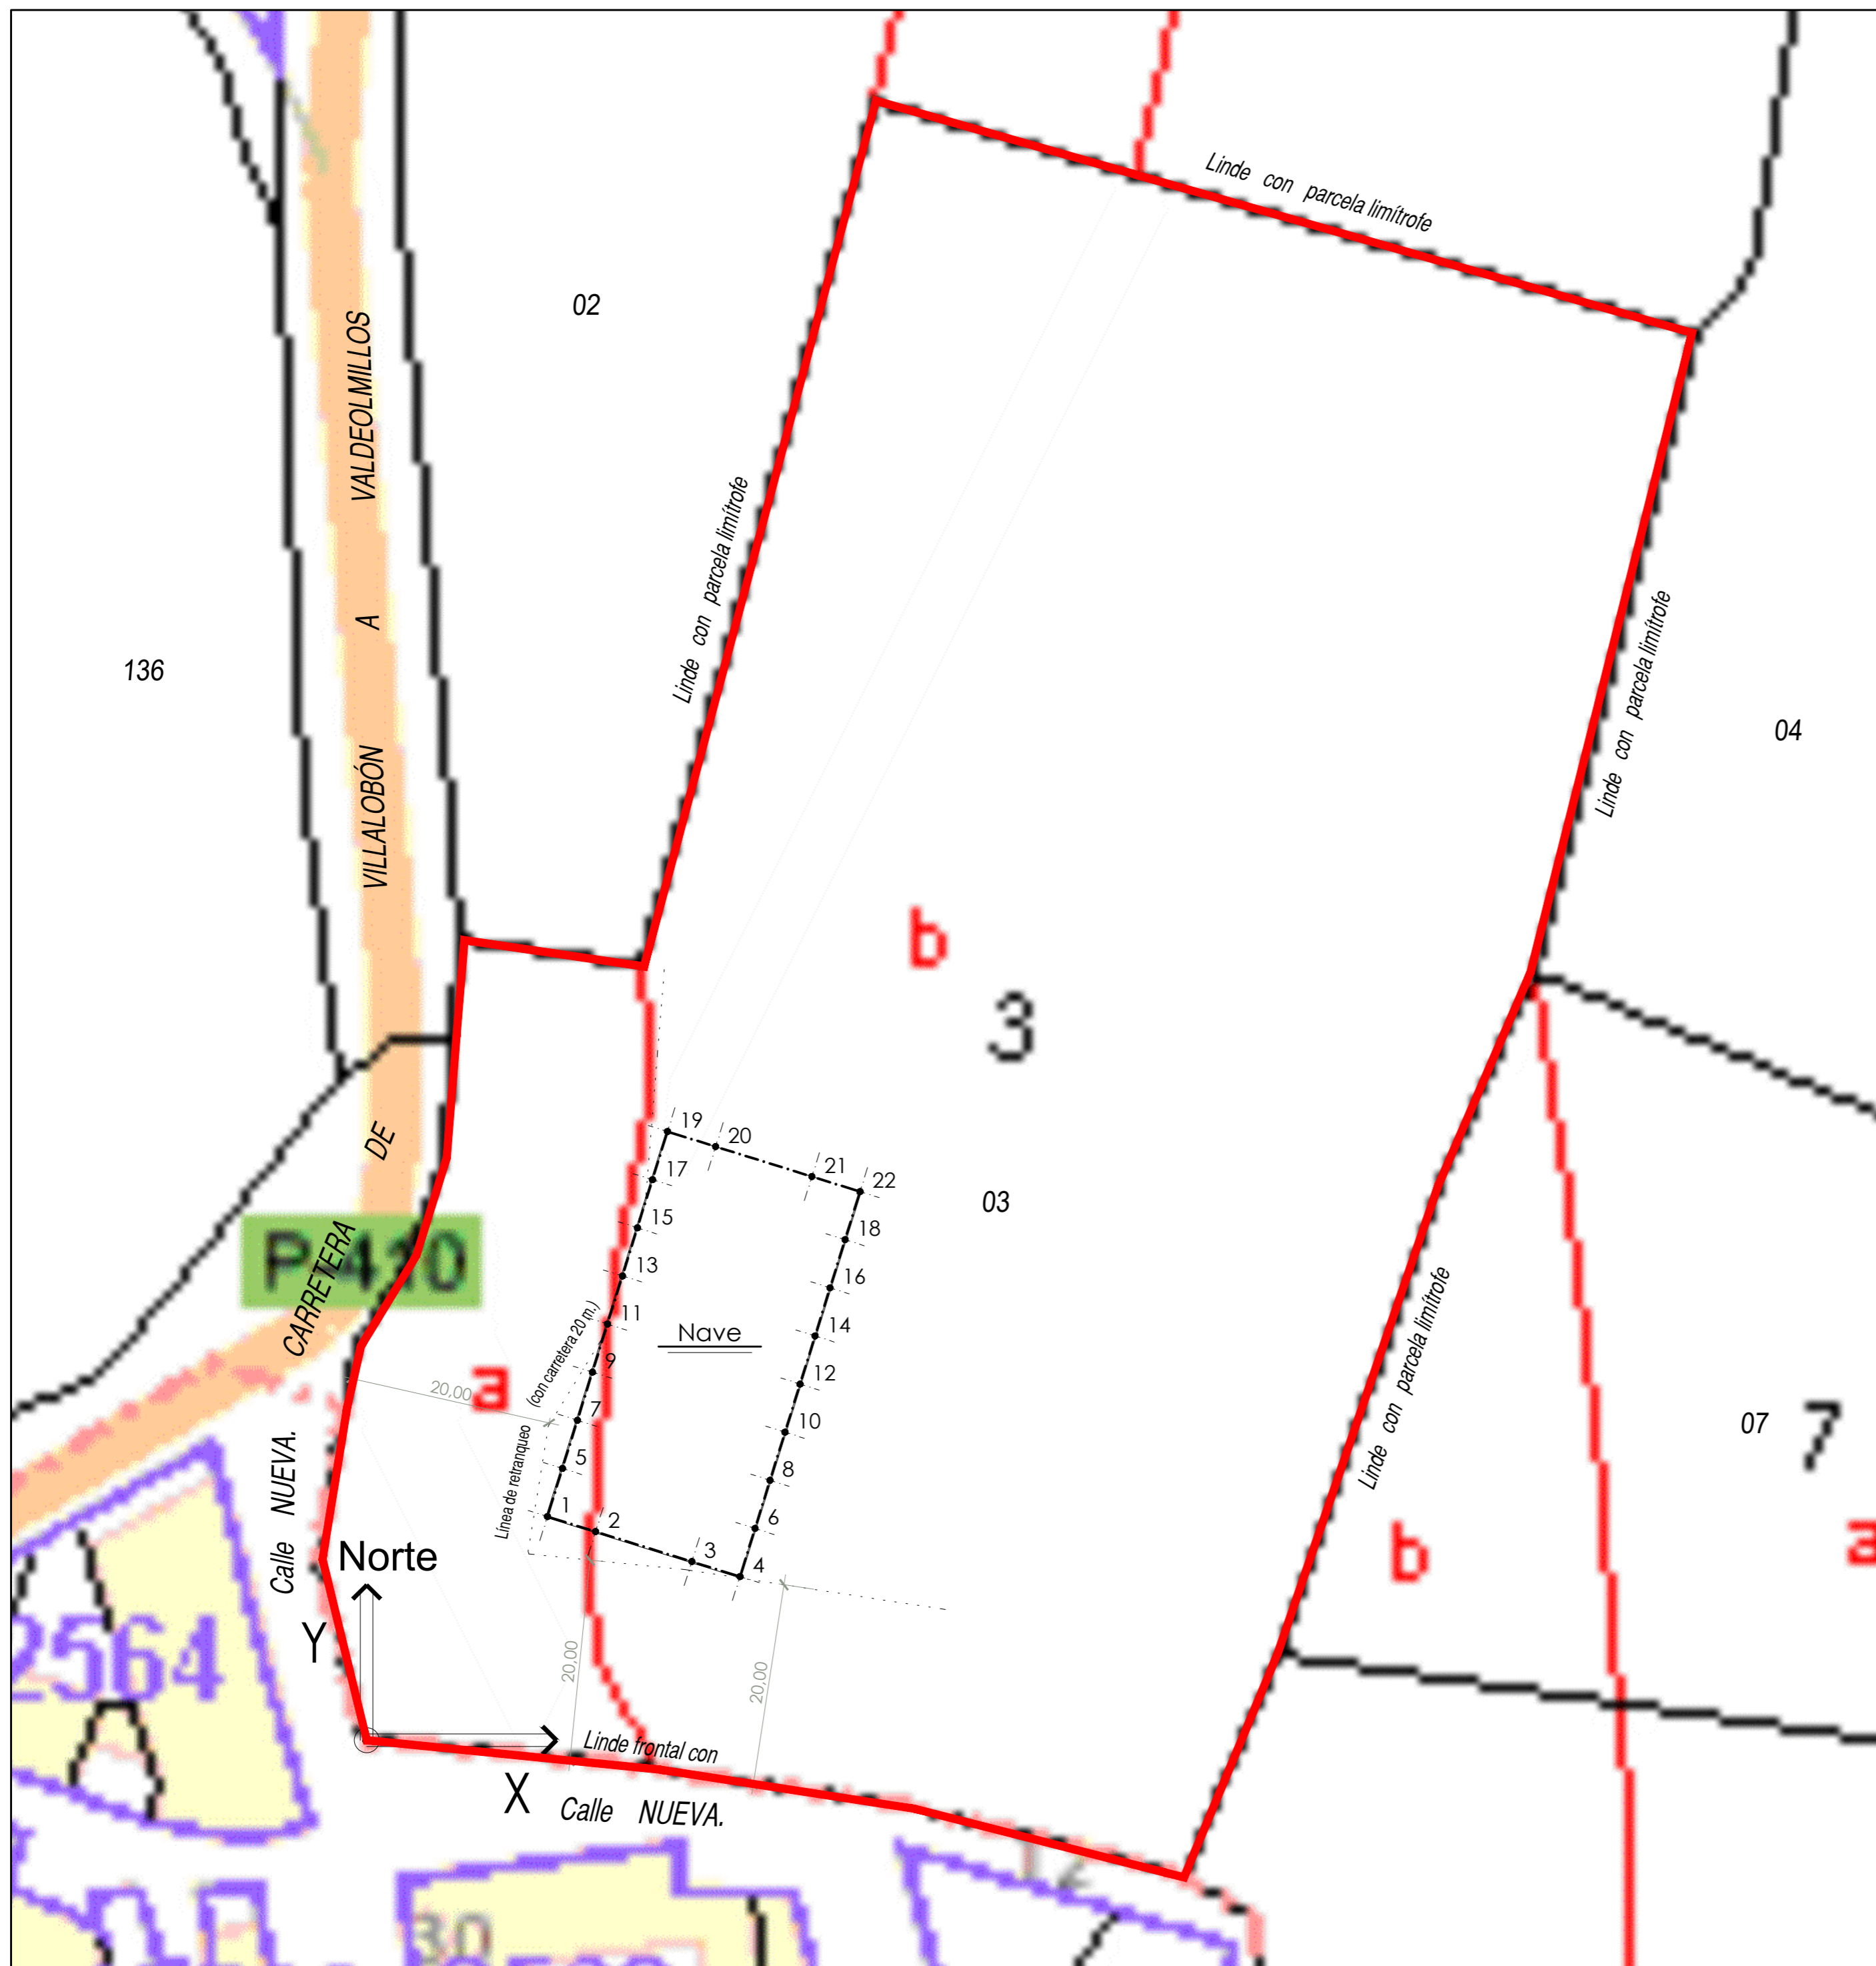 Linde con parcela limítrofe
02
VALDEOLMILLOS
A
VILLALOBÓN
DE
CARRETERA
136
Linde con parcela limítrofe
Linde con parcela limítrofe
04
b
3
03
P-410
19
20
21
22
17
18
15
16
13
14
11
12
9
10
7
8
5
6
1
2
3
4
Nave
(con carretera 20 m.)
Línea de retranqueo
20,00
a
Linde con parcela limítrofe
07
7
b
a
Calle NUEVA.
Norte
Y
X
2564
20,00
20,00
Linde frontal con
Calle NUEVA.
12
30